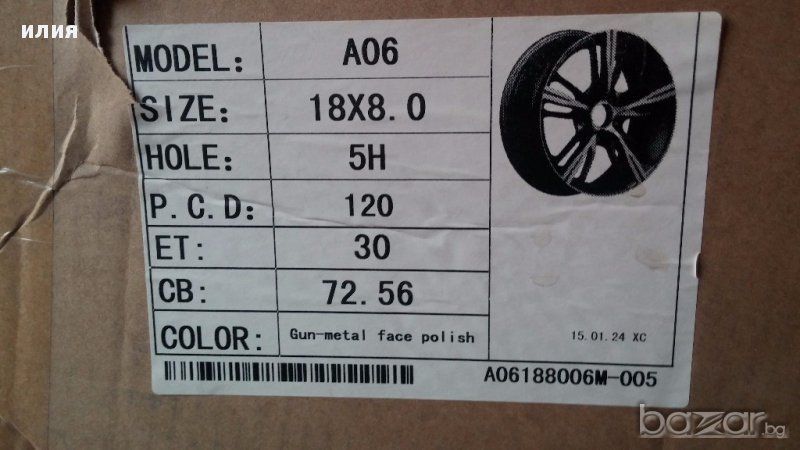 илия
MODEL: A06
SIZE: 18X8.0
HOLE: 5H
P.C.D: 120
ET: 30
CB: 72.56
COLOR: Gun-metal face polish
15.01.24 XC
A06188006M-005
bazar.bg